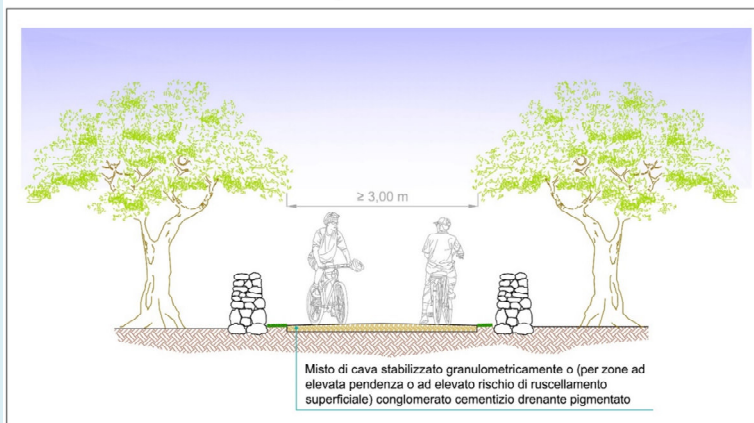 ≥ 3,00 m
Misto di cava stabilizzato granulometricamente o (per zone ad
elevata pendenza o ad elevato rischio di ruscellamento
superficiale) conglomerato cementizio drenante pigmentato